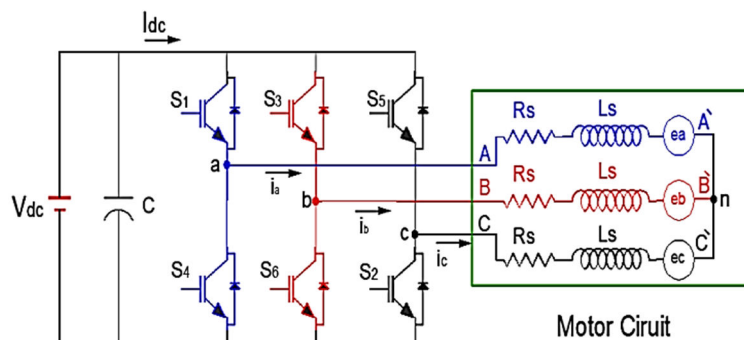 Idc
S1
S3
S5
Rs
Ls
ea
A`
A
a
ia
B
Rs
Ls
eb
B`
n
Vdc
C
b
ib
C
Rs
Ls
ec
C`
c
ic
S4
S6
S2
Motor Ciruit